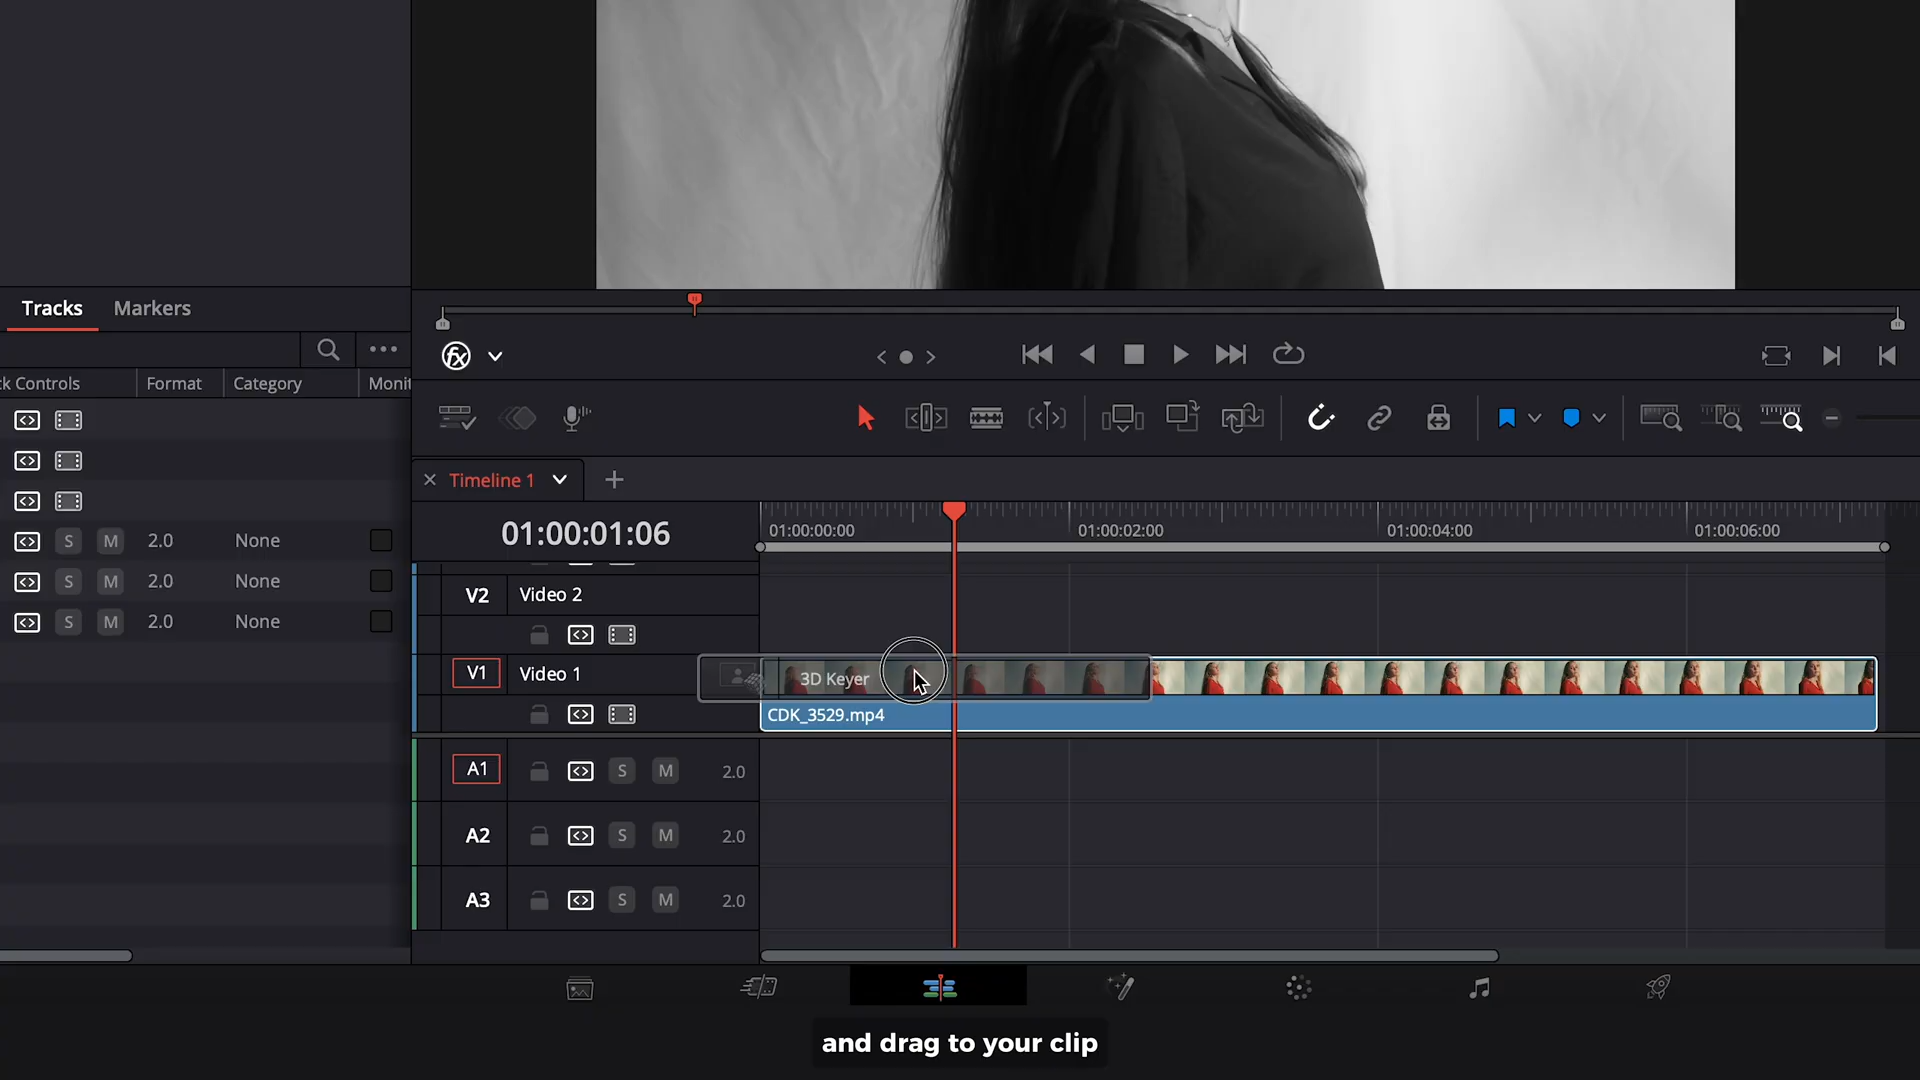 Tracks
Markers
k Controls
Format
Category
Monit
S
M
2.0
None
S
M
2.0
None
S
M
2.0
None
fx
Timeline 1
01:00:01:06
01:00:00:00
01:00:02:00
01:00:04:00
01:00:06:00
V2
Video 2
V1
Video 1
3D Keyer
CDK_3529.mp4
A1
S
M
2.0
A2
S
M
2.0
A3
S
M
2.0
and drag to your clip